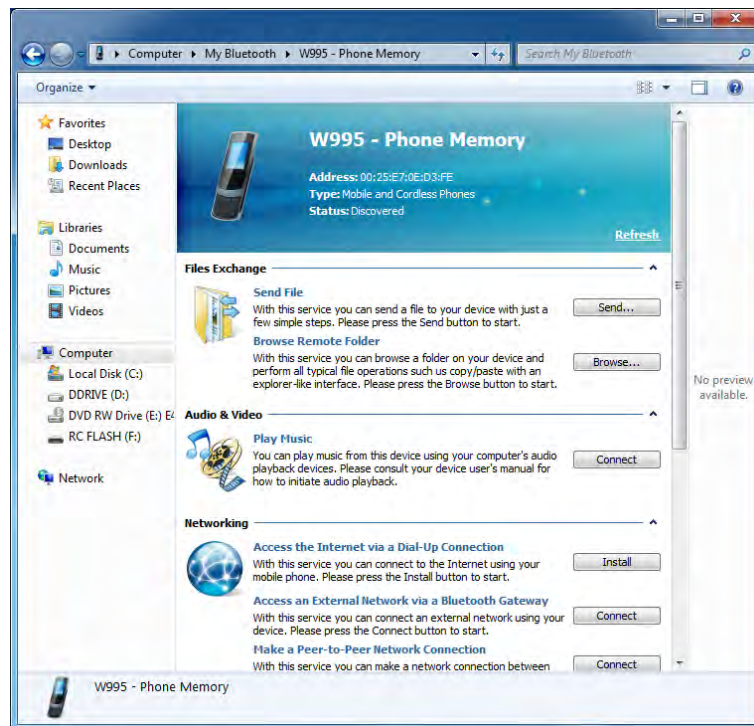 Computer ▸ My Bluetooth ▸ W995 - Phone Memory
Search My Bluetooth
Organize
Favorites
Desktop
Downloads
Recent Places
Libraries
Documents
Music
Pictures
Videos
Computer
Local Disk (C:)
DDRIVE (D:)
DVD RW Drive (E:) E4
RC FLASH (F:)
Network
W995 - Phone Memory
Address: 00:25:E7:0E:D3:FE
Type: Mobile and Cordless Phones
Status: Discovered
Refresh
Files Exchange
Send File
With this service you can send a file to your device with just a
few simple steps. Please press the Send button to start.
Send...
Browse Remote Folder
With this service you can browse a folder on your device and
perform all typical file operations such us copy/paste with an
explorer-like interface. Please press the Browse button to start.
Browse...
Audio & Video
Play Music
You can play music from this device using your computer's audio
playback devices. Please consult your device user's manual for
how to initiate audio playback.
Connect
Networking
Access the Internet via a Dial-Up Connection
With this service you can connect to the Internet using your
mobile phone. Please press the Install button to start.
Install
Access an External Network via a Bluetooth Gateway
With this service you can connect an external network using your
device. Please press the Connect button to start.
Connect
Make a Peer-to-Peer Network Connection
With this service you can make a network connection between
Connect
No preview
available.
W995 - Phone Memory